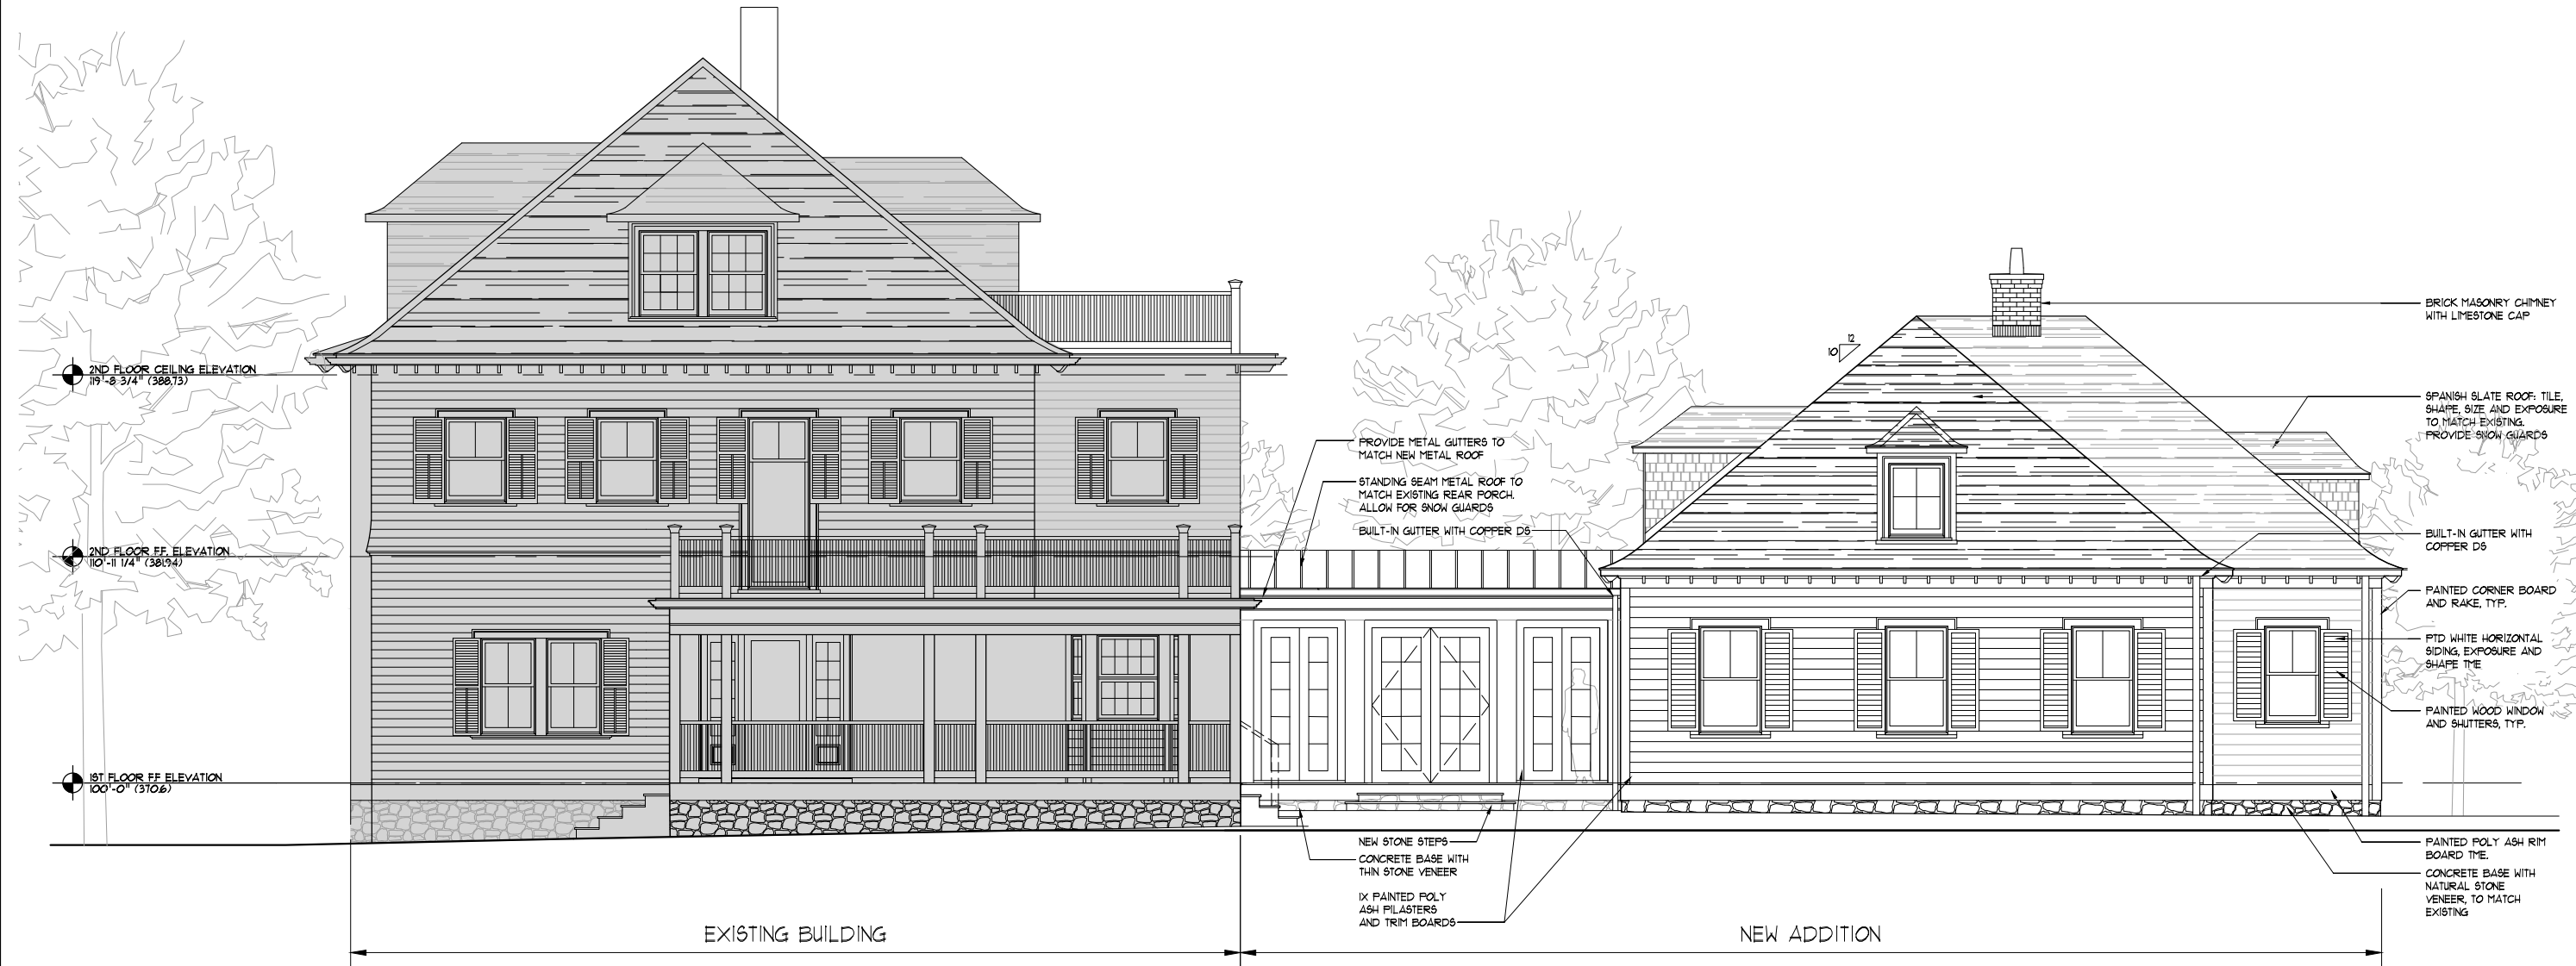 2ND FLOOR CEILING ELEVATION
119'-8 3/4" (388.73)
2ND FLOOR F.F. ELEVATION
110'-11 1/4" (381.94)
1ST FLOOR F.F ELEVATION
100'-0" (370.6)
PROVIDE METAL GUTTERS TO
MATCH NEW METAL ROOF
STANDING SEAM METAL ROOF TO
MATCH EXISTING REAR PORCH.
ALLOW FOR SNOW GUARDS
BUILT-IN GUTTER WITH COPPER DS
12
10
BRICK MASONRY CHIMNEY
WITH LIMESTONE CAP
SPANISH SLATE ROOF: TILE,
SHAPE, SIZE AND EXPOSURE
TO MATCH EXISTING.
PROVIDE SNOW GUARDS
BUILT-IN GUTTER WITH
COPPER DS
PAINTED CORNER BOARD
AND RAKE, TYP.
PTD WHITE HORIZONTAL
SIDING, EXPOSURE AND
SHAPE TME
PAINTED WOOD WINDOW
AND SHUTTERS, TYP.
PAINTED POLY ASH RIM
BOARD TME.
CONCRETE BASE WITH
NATURAL STONE
VENEER, TO MATCH
EXISTING
NEW STONE STEPS
CONCRETE BASE WITH
THIN STONE VENEER
1X PAINTED POLY
ASH PILASTERS
AND TRIM BOARDS
EXISTING BUILDING
NEW ADDITION